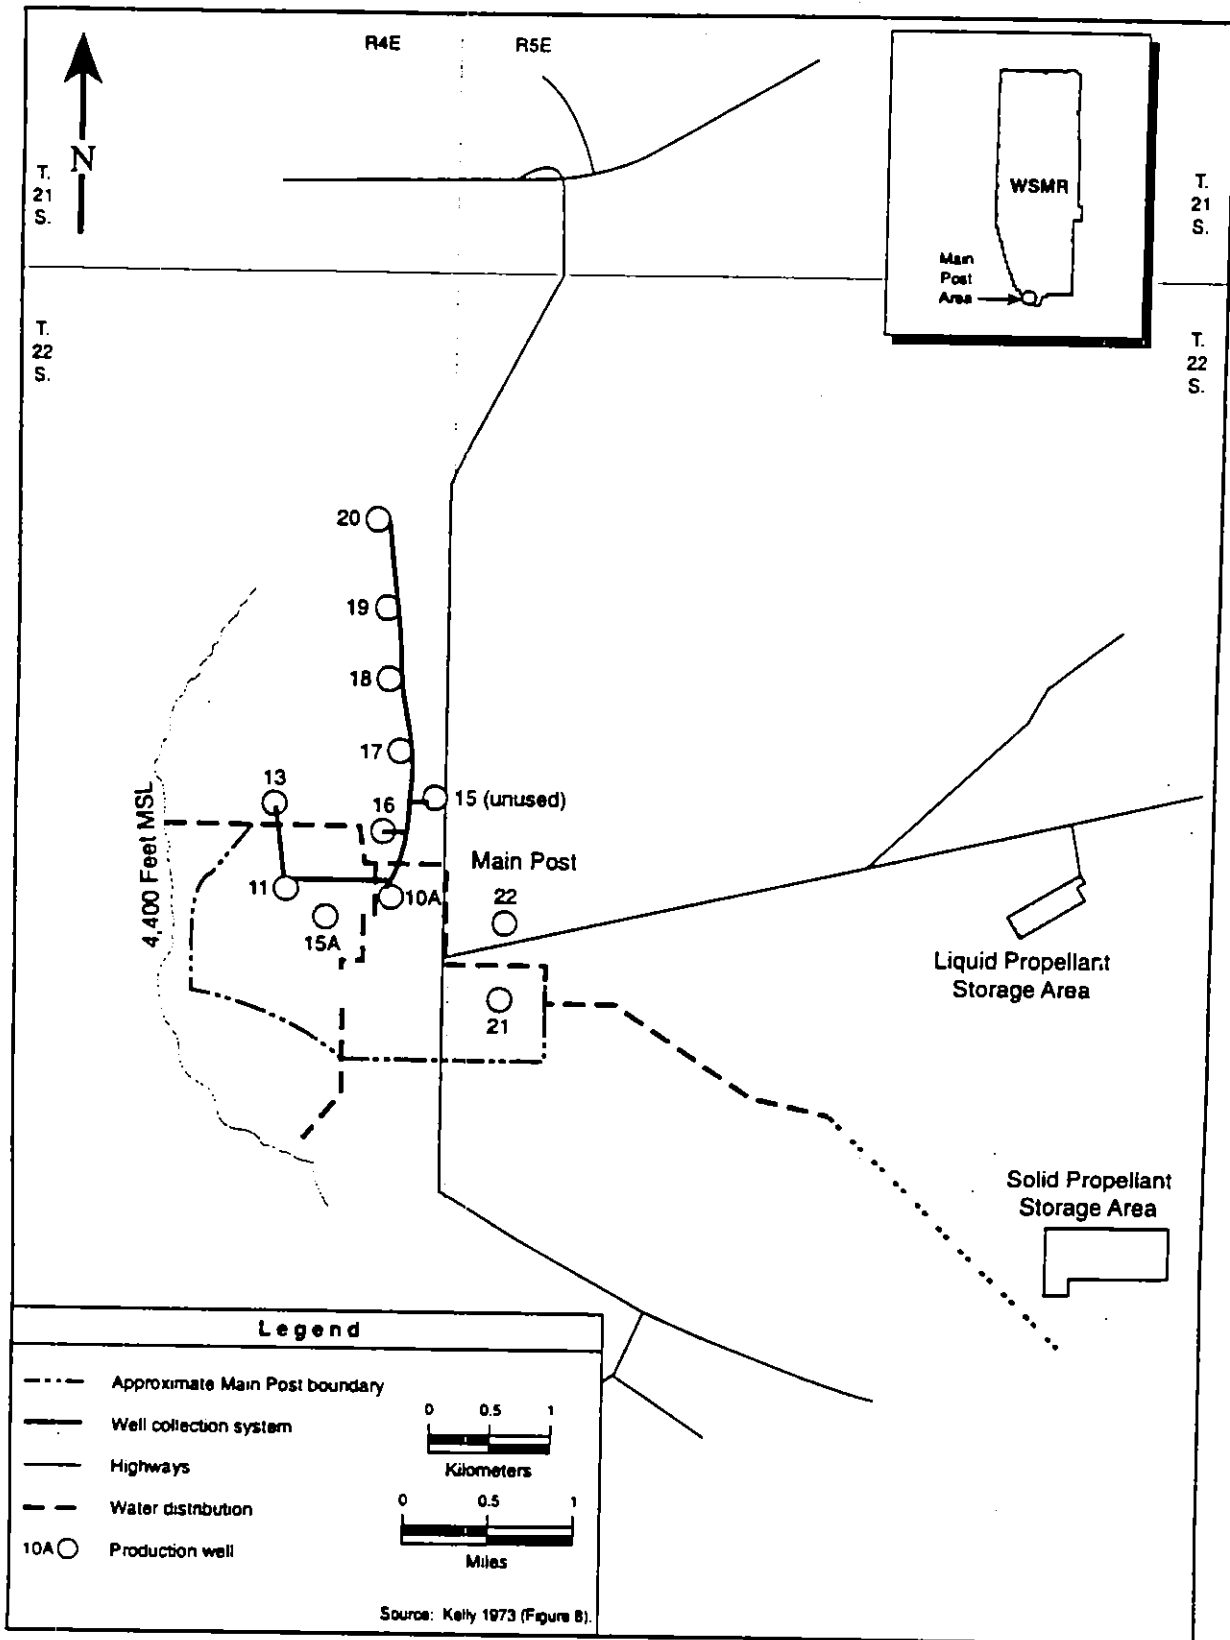 R4E
R5E
N
T.
21
S.
T.
21
S.
WSMR
Main
Post
Area
T.
22
S.
T.
22
S.
20
19
18
17
13
16
15 (unused)
4,400 Feet MSL
Main Post
11
10A
22
15A
21
Liquid Propellant
Storage Area
Solid Propellant
Storage Area
Legend
Approximate Main Post boundary
Well collection system
Highways
Water distribution
10A Production well
0 0.5 1
Kilometers
0 0.5 1
Miles
Source: Kelly 1973 (Figure 8).